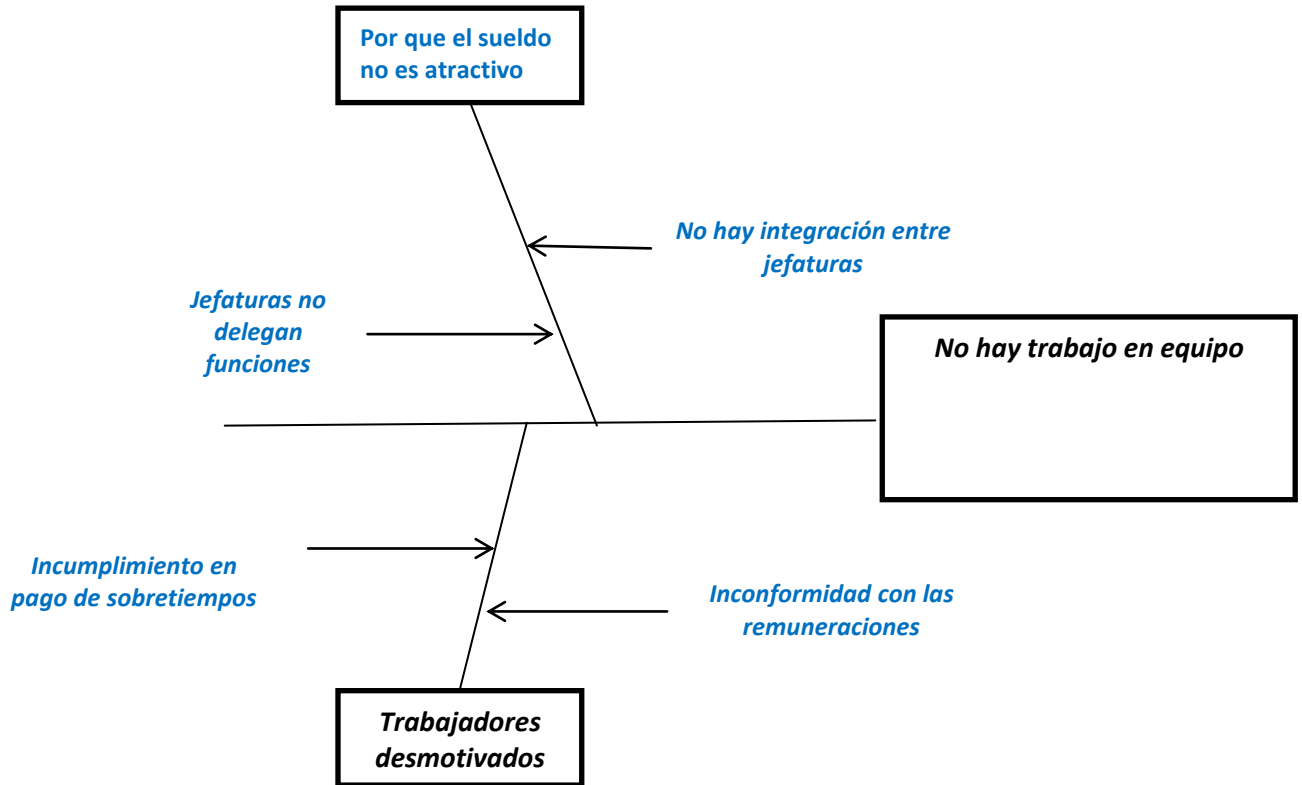 Por que el sueldo
no es atractivo
No hay integración entre
jefaturas
Jefaturas no
delegan
funciones
No hay trabajo en equipo
Incumplimiento en
pago de sobretiempos
Inconformidad con las
remuneraciones
Trabajadores
desmotivados